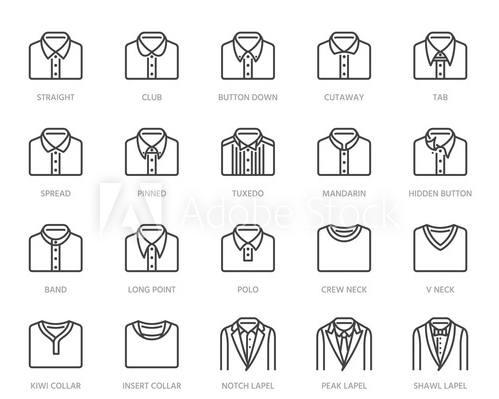 STRAIGHT CLUB BUTTON DOWN CUTAWAY TAB
SPREAD PINNED TUXEDO MANDARIN HIDDEN BUTTON
Adobe Stock
BAND LONG POINT POLO CREW NECK V NECK
KIWI COLLAR INSERT COLLAR NOTCH LAPEL PEAK LAPEL SHAWL LAPEL